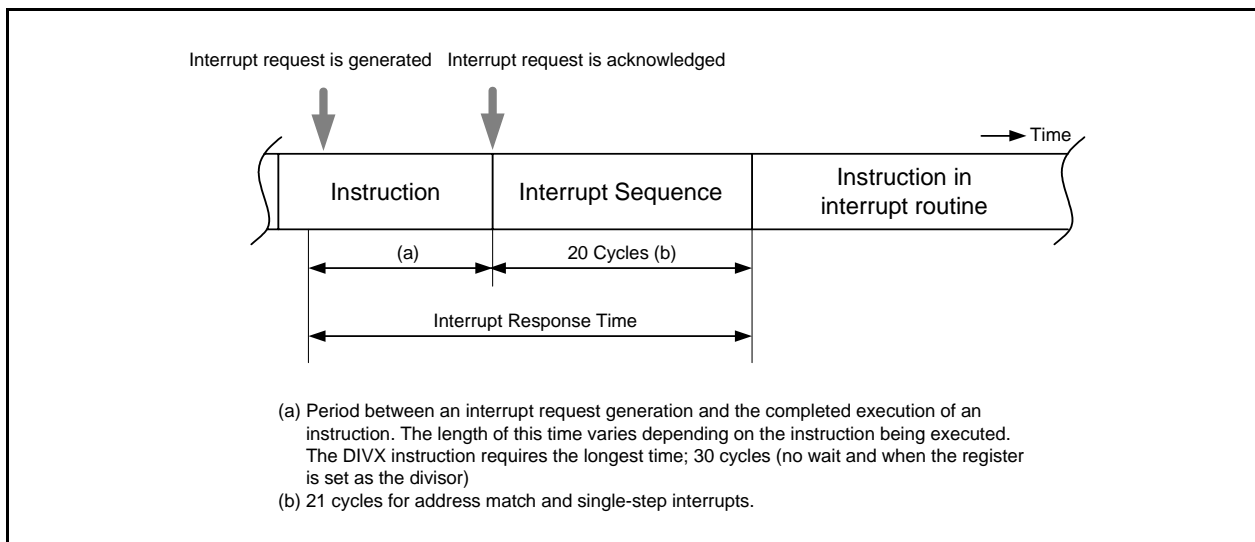 Interrupt request is generated Interrupt request is acknowledged
Time
Instruction
Interrupt Sequence
Instruction in
interrupt routine
(a)
20 Cycles (b)
Interrupt Response Time
(a) Period between an interrupt request generation and the completed execution of an
instruction. The length of this time varies depending on the instruction being executed.
The DIVX instruction requires the longest time; 30 cycles (no wait and when the register
is set as the divisor)
(b) 21 cycles for address match and single-step interrupts.